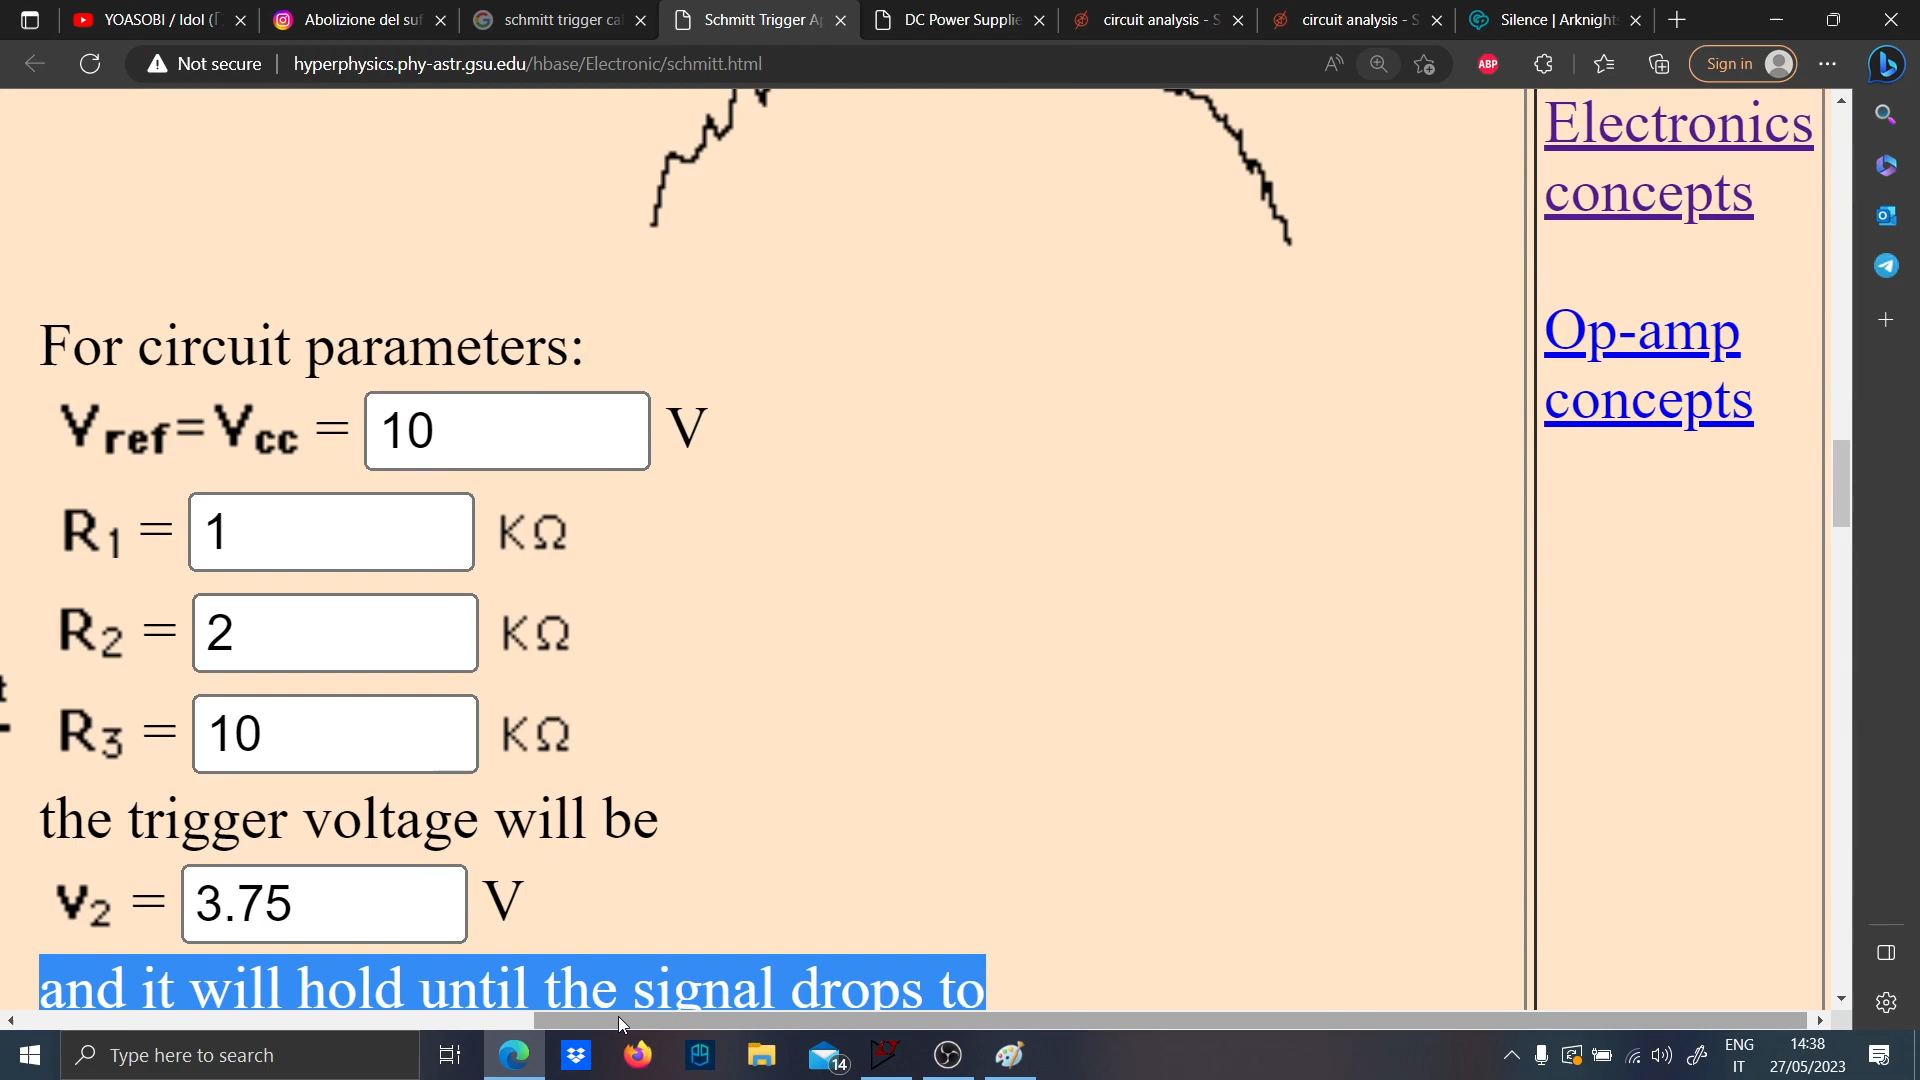 YOASOBI / Idol (「
Abolizione del suf
schmitt trigger ca
Schmitt Trigger A
DC Power Supplie
circuit analysis - S
circuit analysis - S
Silence | Arknight
Not secure
hyperphysics.phy-astr.gsu.edu/hbase/Electronic/schmitt.html
ABP
Sign in
Electronics
concepts
Op-amp
concepts
For circuit parameters:
Vref=Vcc = 10 V
R1 = 1 KΩ
R2 = 2 KΩ
R3 = 10 KΩ
the trigger voltage will be
V2 = 3.75 V
and it will hold until the signal drops to
Type here to search
14
ENG
IT
14:38
27/05/2023